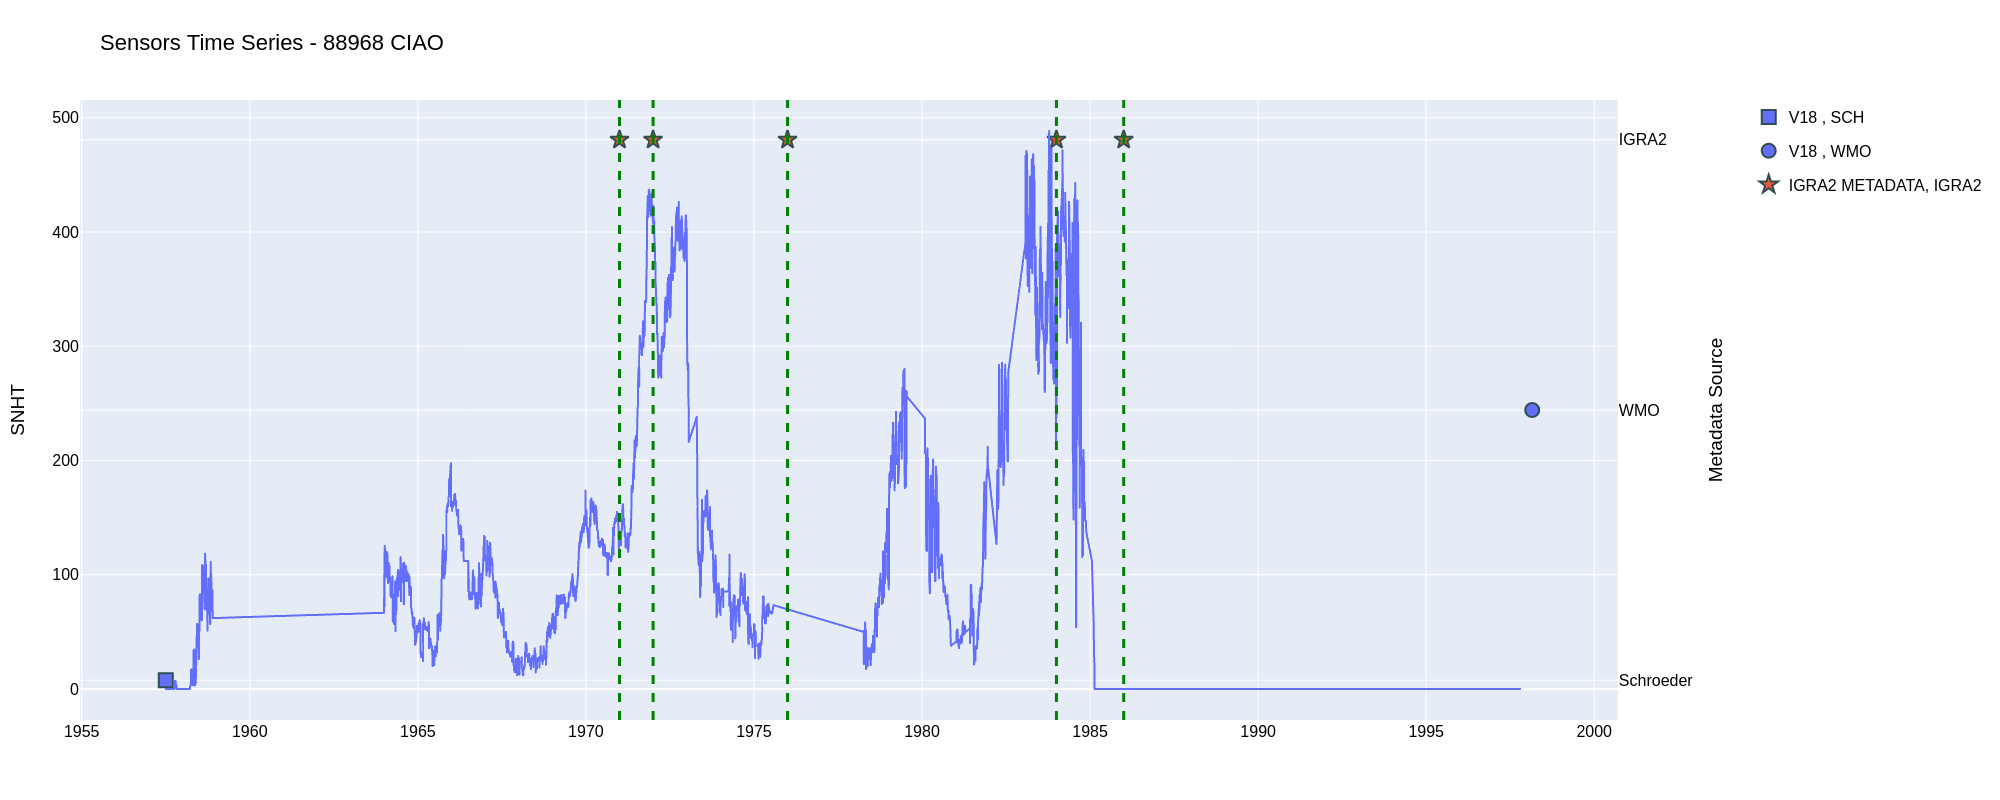 Sensors Time Series - 88968 CIAO
500
400
300
200
100
0
SNHT
1955
1960
1965
1970
1975
1980
1985
1990
1995
2000
IGRA2
WMO
Schroeder
Metadata Source
V18 , SCH
V18 , WMO
IGRA2 METADATA, IGRA2